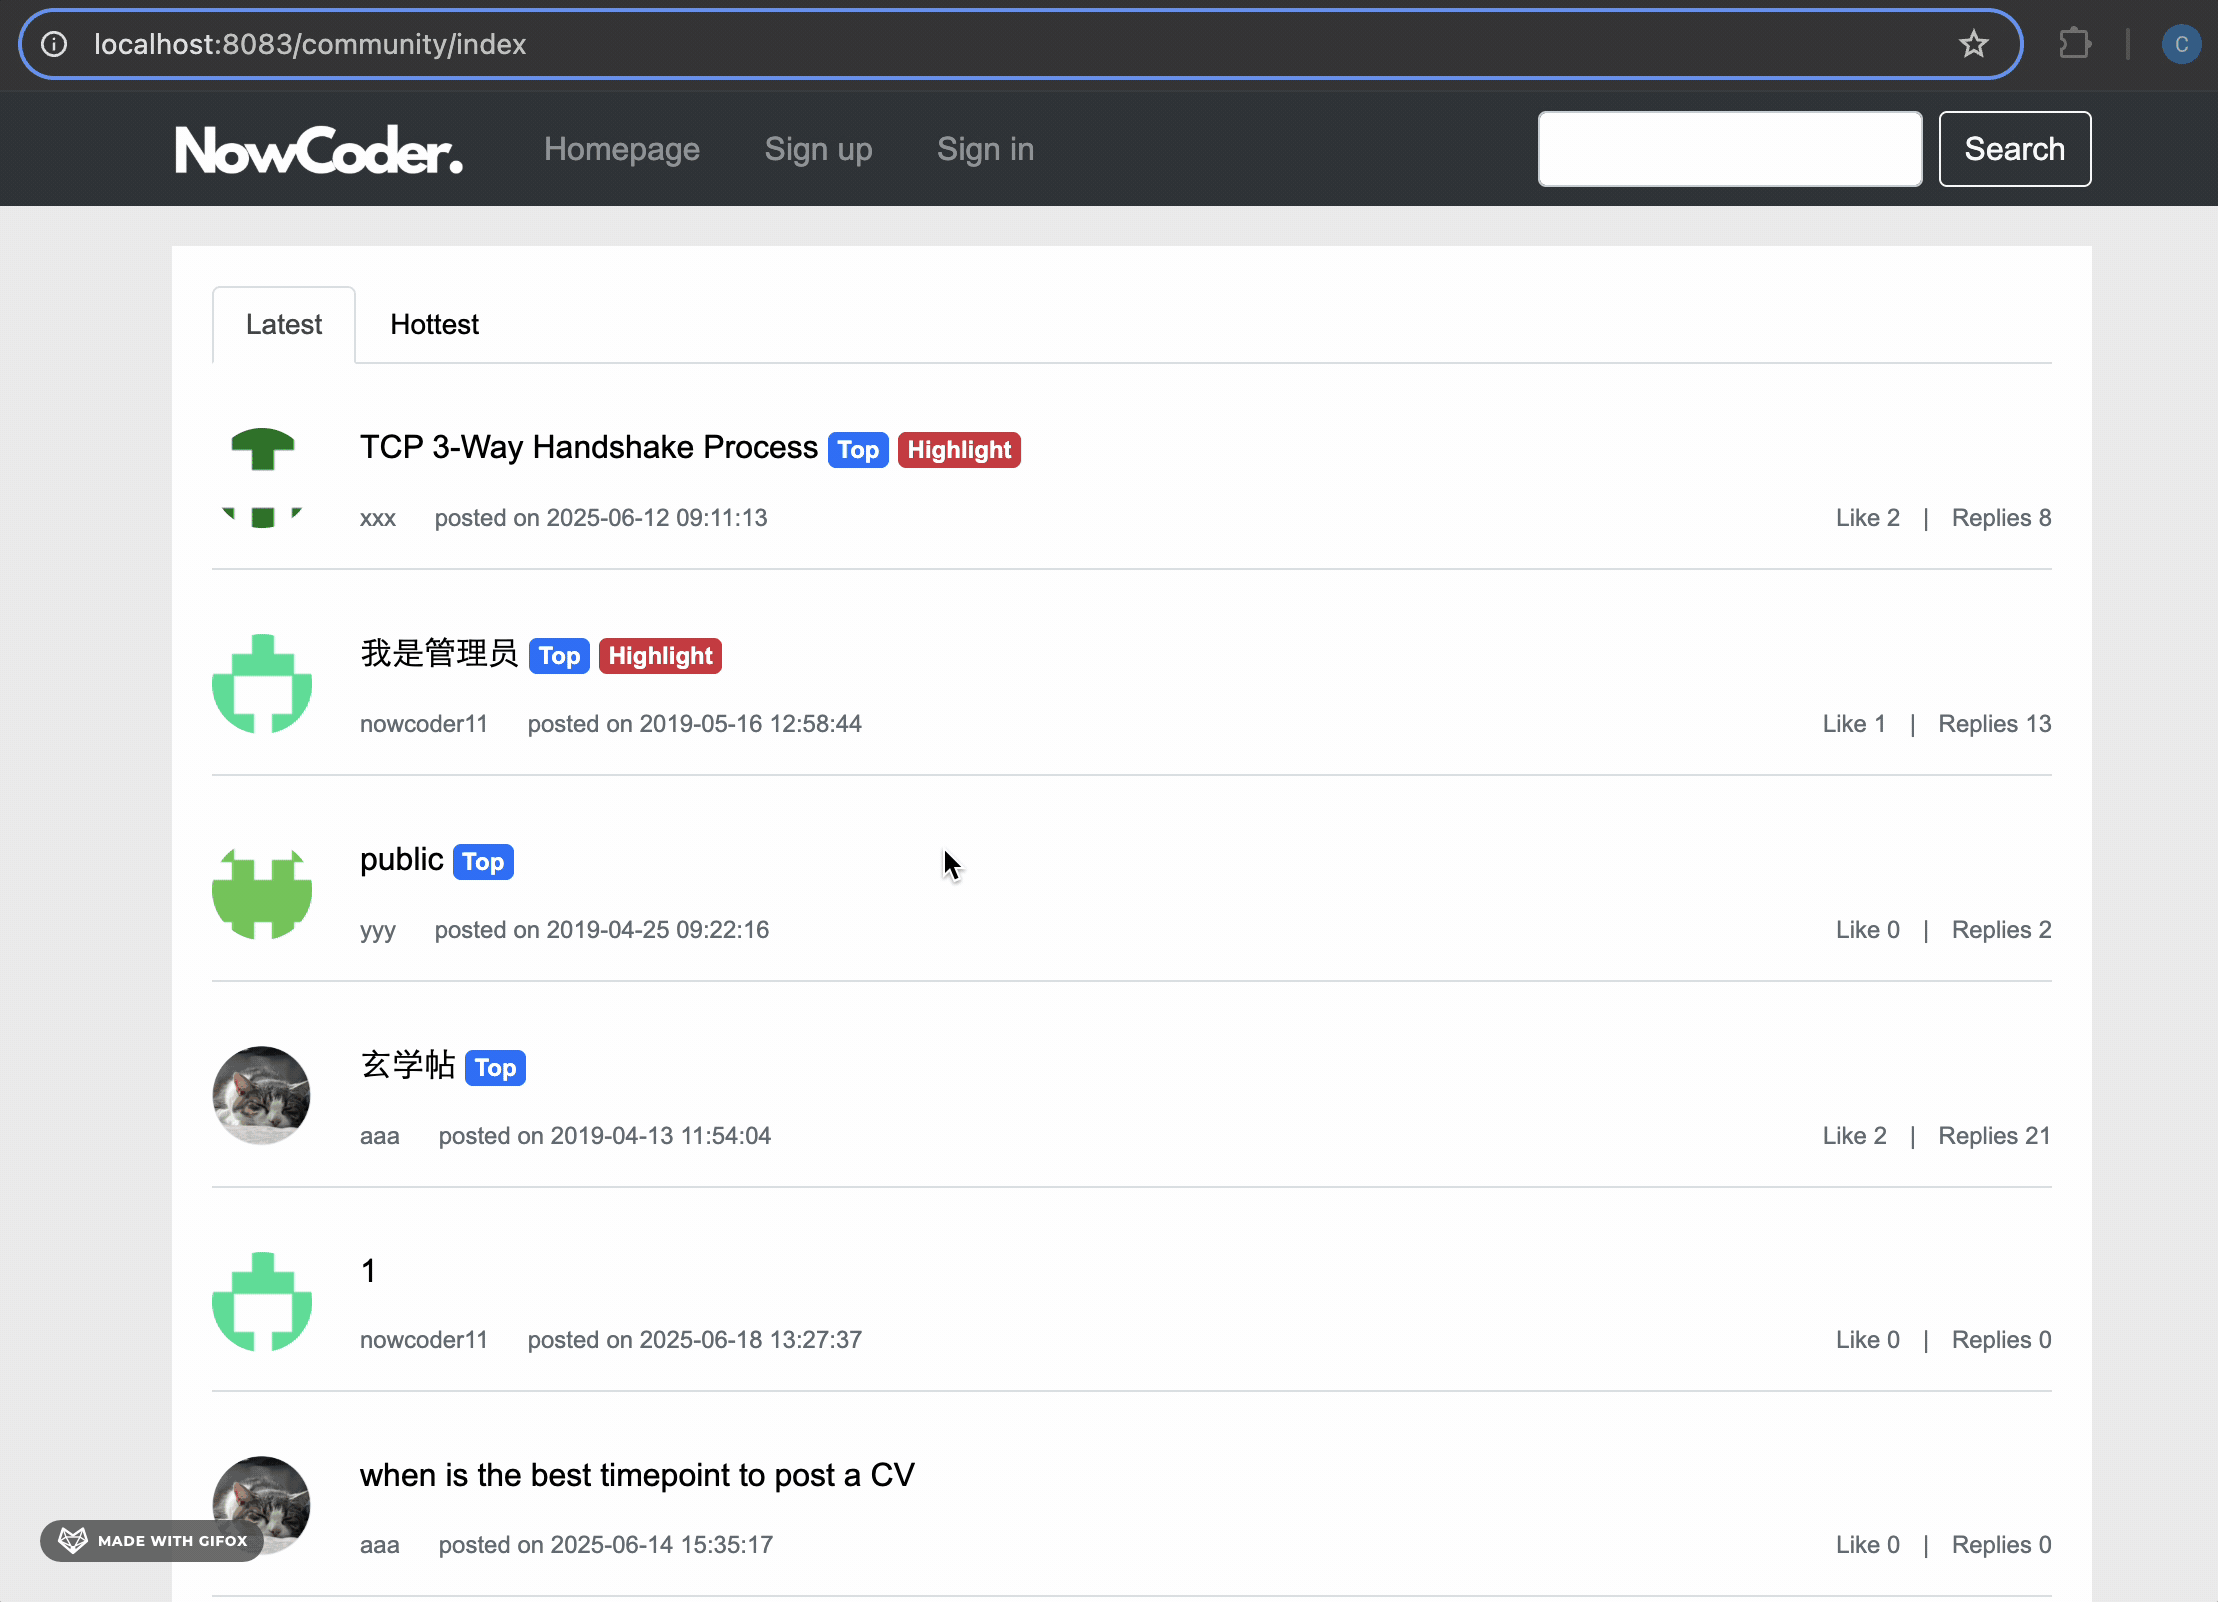 localhost:8083/community/index
C
NowCoder. Homepage Sign up Sign in Search
Latest Hottest
TCP 3-Way Handshake Process Top Highlight
xxx posted on 2025-06-12 09:11:13 Like 2 | Replies 8
我是管理员 Top Highlight
nowcoder11 posted on 2019-05-16 12:58:44 Like 1 | Replies 13
public Top
yyy posted on 2019-04-25 09:22:16 Like 0 | Replies 2
玄学帖 Top
aaa posted on 2019-04-13 11:54:04 Like 2 | Replies 21
1
nowcoder11 posted on 2025-06-18 13:27:37 Like 0 | Replies 0
when is the best timepoint to post a CV
aaa posted on 2025-06-14 15:35:17 Like 0 | Replies 0
MADE WITH GIFOX